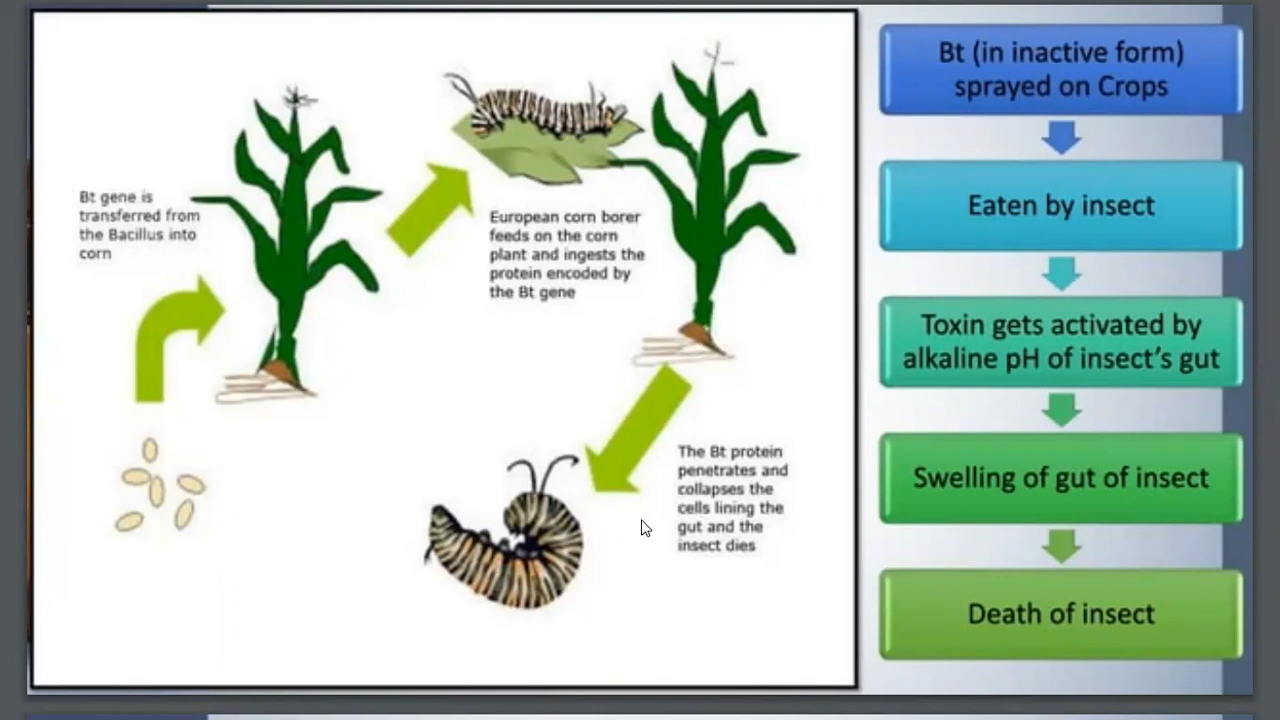 Bt gene is
transferred from
the Bacillus into
corn
European corn borer
feeds on the corn
plant and ingests the
protein encoded by
the Bt gene
The Bt protein
penetrates and
collapses the
cells lining the
gut and the
insect dies
Bt (in inactive form)
sprayed on Crops
Eaten by insect
Toxin gets activated by
alkaline pH of insect's gut
Swelling of gut of insect
Death of insect